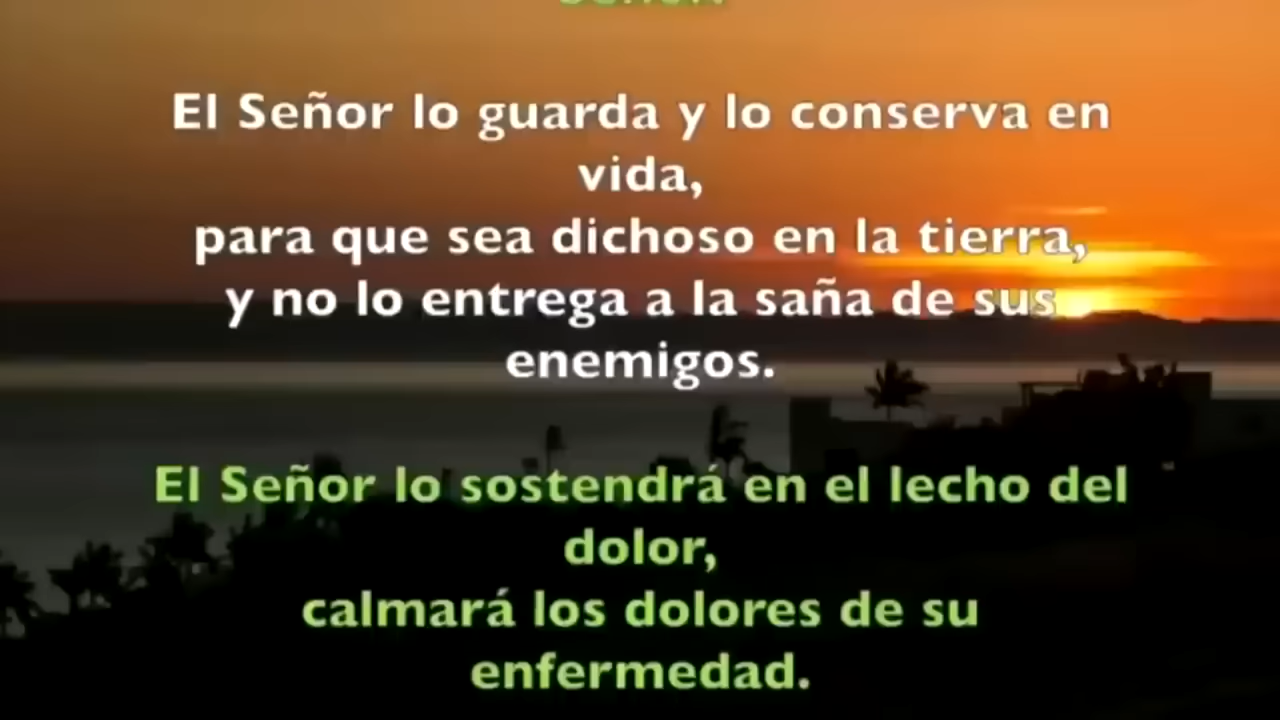 El Señor lo guarda y lo conserva en
vida,
para que sea dichoso en la tierra,
y no lo entrega a la saña de sus
enemigos.
El Señor lo sostendrá en el lecho del
dolor,
calmará los dolores de su
enfermedad.